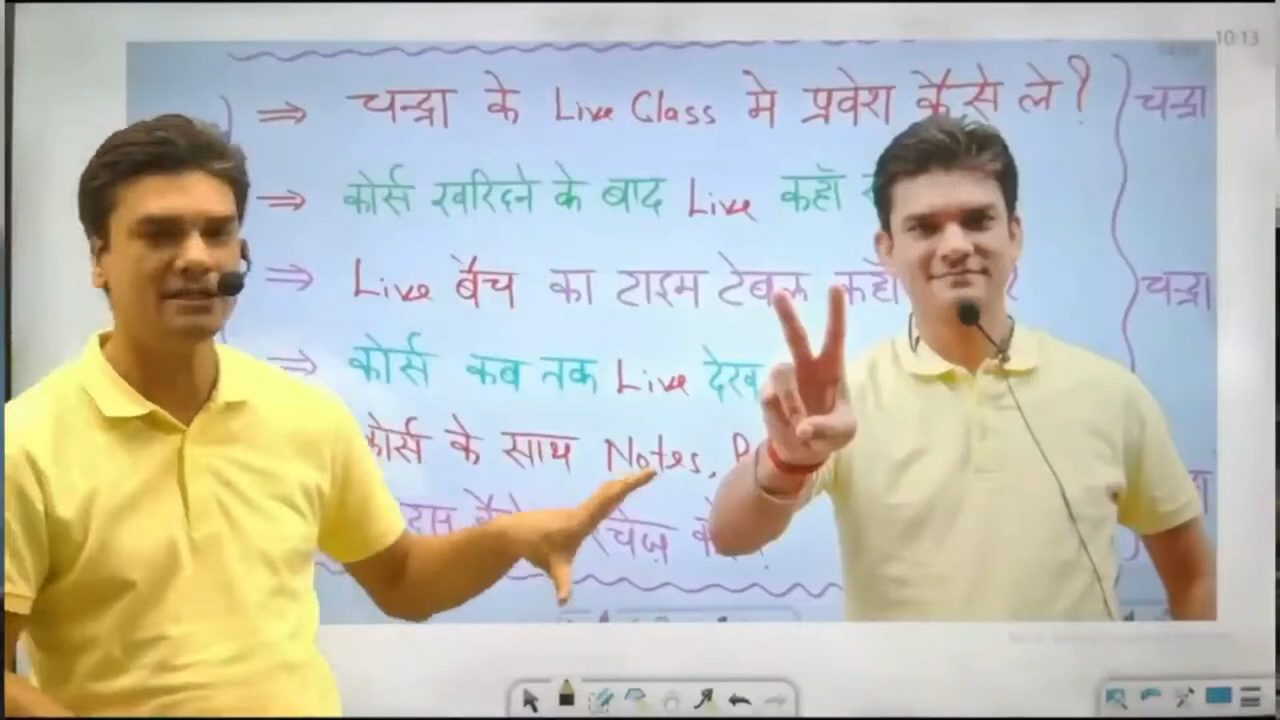 10:13
⇒ चन्द्रा के Live Class मे प्रवेश कैसे ले? चन्द्रा
⇒ कोर्स खरिदने के बाद Live कहाँ
⇒ Live बैच का टाइम टेबल कहाँ चन्द्रा
⇒ कोर्स कब तक Live देख
कोर्स के साथ Notes, P